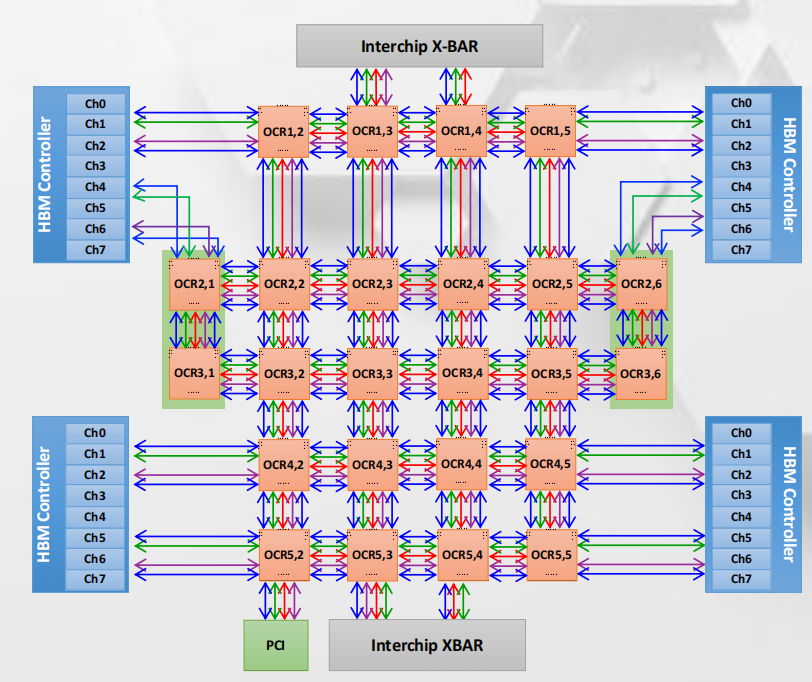 Interchip X-BAR
HBM Controller
Ch0
Ch1
Ch2
Ch3
Ch4
Ch5
Ch6
Ch7
HBM Controller
Ch0
Ch1
Ch2
Ch3
Ch4
Ch5
Ch6
Ch7
OCR1,2 OCR1,3 OCR1,4 OCR1,5
OCR2,1 OCR2,2 OCR2,3 OCR2,4 OCR2,5 OCR2,6
OCR3,1 OCR3,2 OCR3,3 OCR3,4 OCR3,5 OCR3,6
HBM Controller
Ch0
Ch1
Ch2
Ch3
Ch4
Ch5
Ch6
Ch7
HBM Controller
Ch0
Ch1
Ch2
Ch3
Ch4
Ch5
Ch6
Ch7
OCR4,2 OCR4,3 OCR4,4 OCR4,5
OCR5,2 OCR5,3 OCR5,4 OCR5,5
PCI
Interchip XBAR